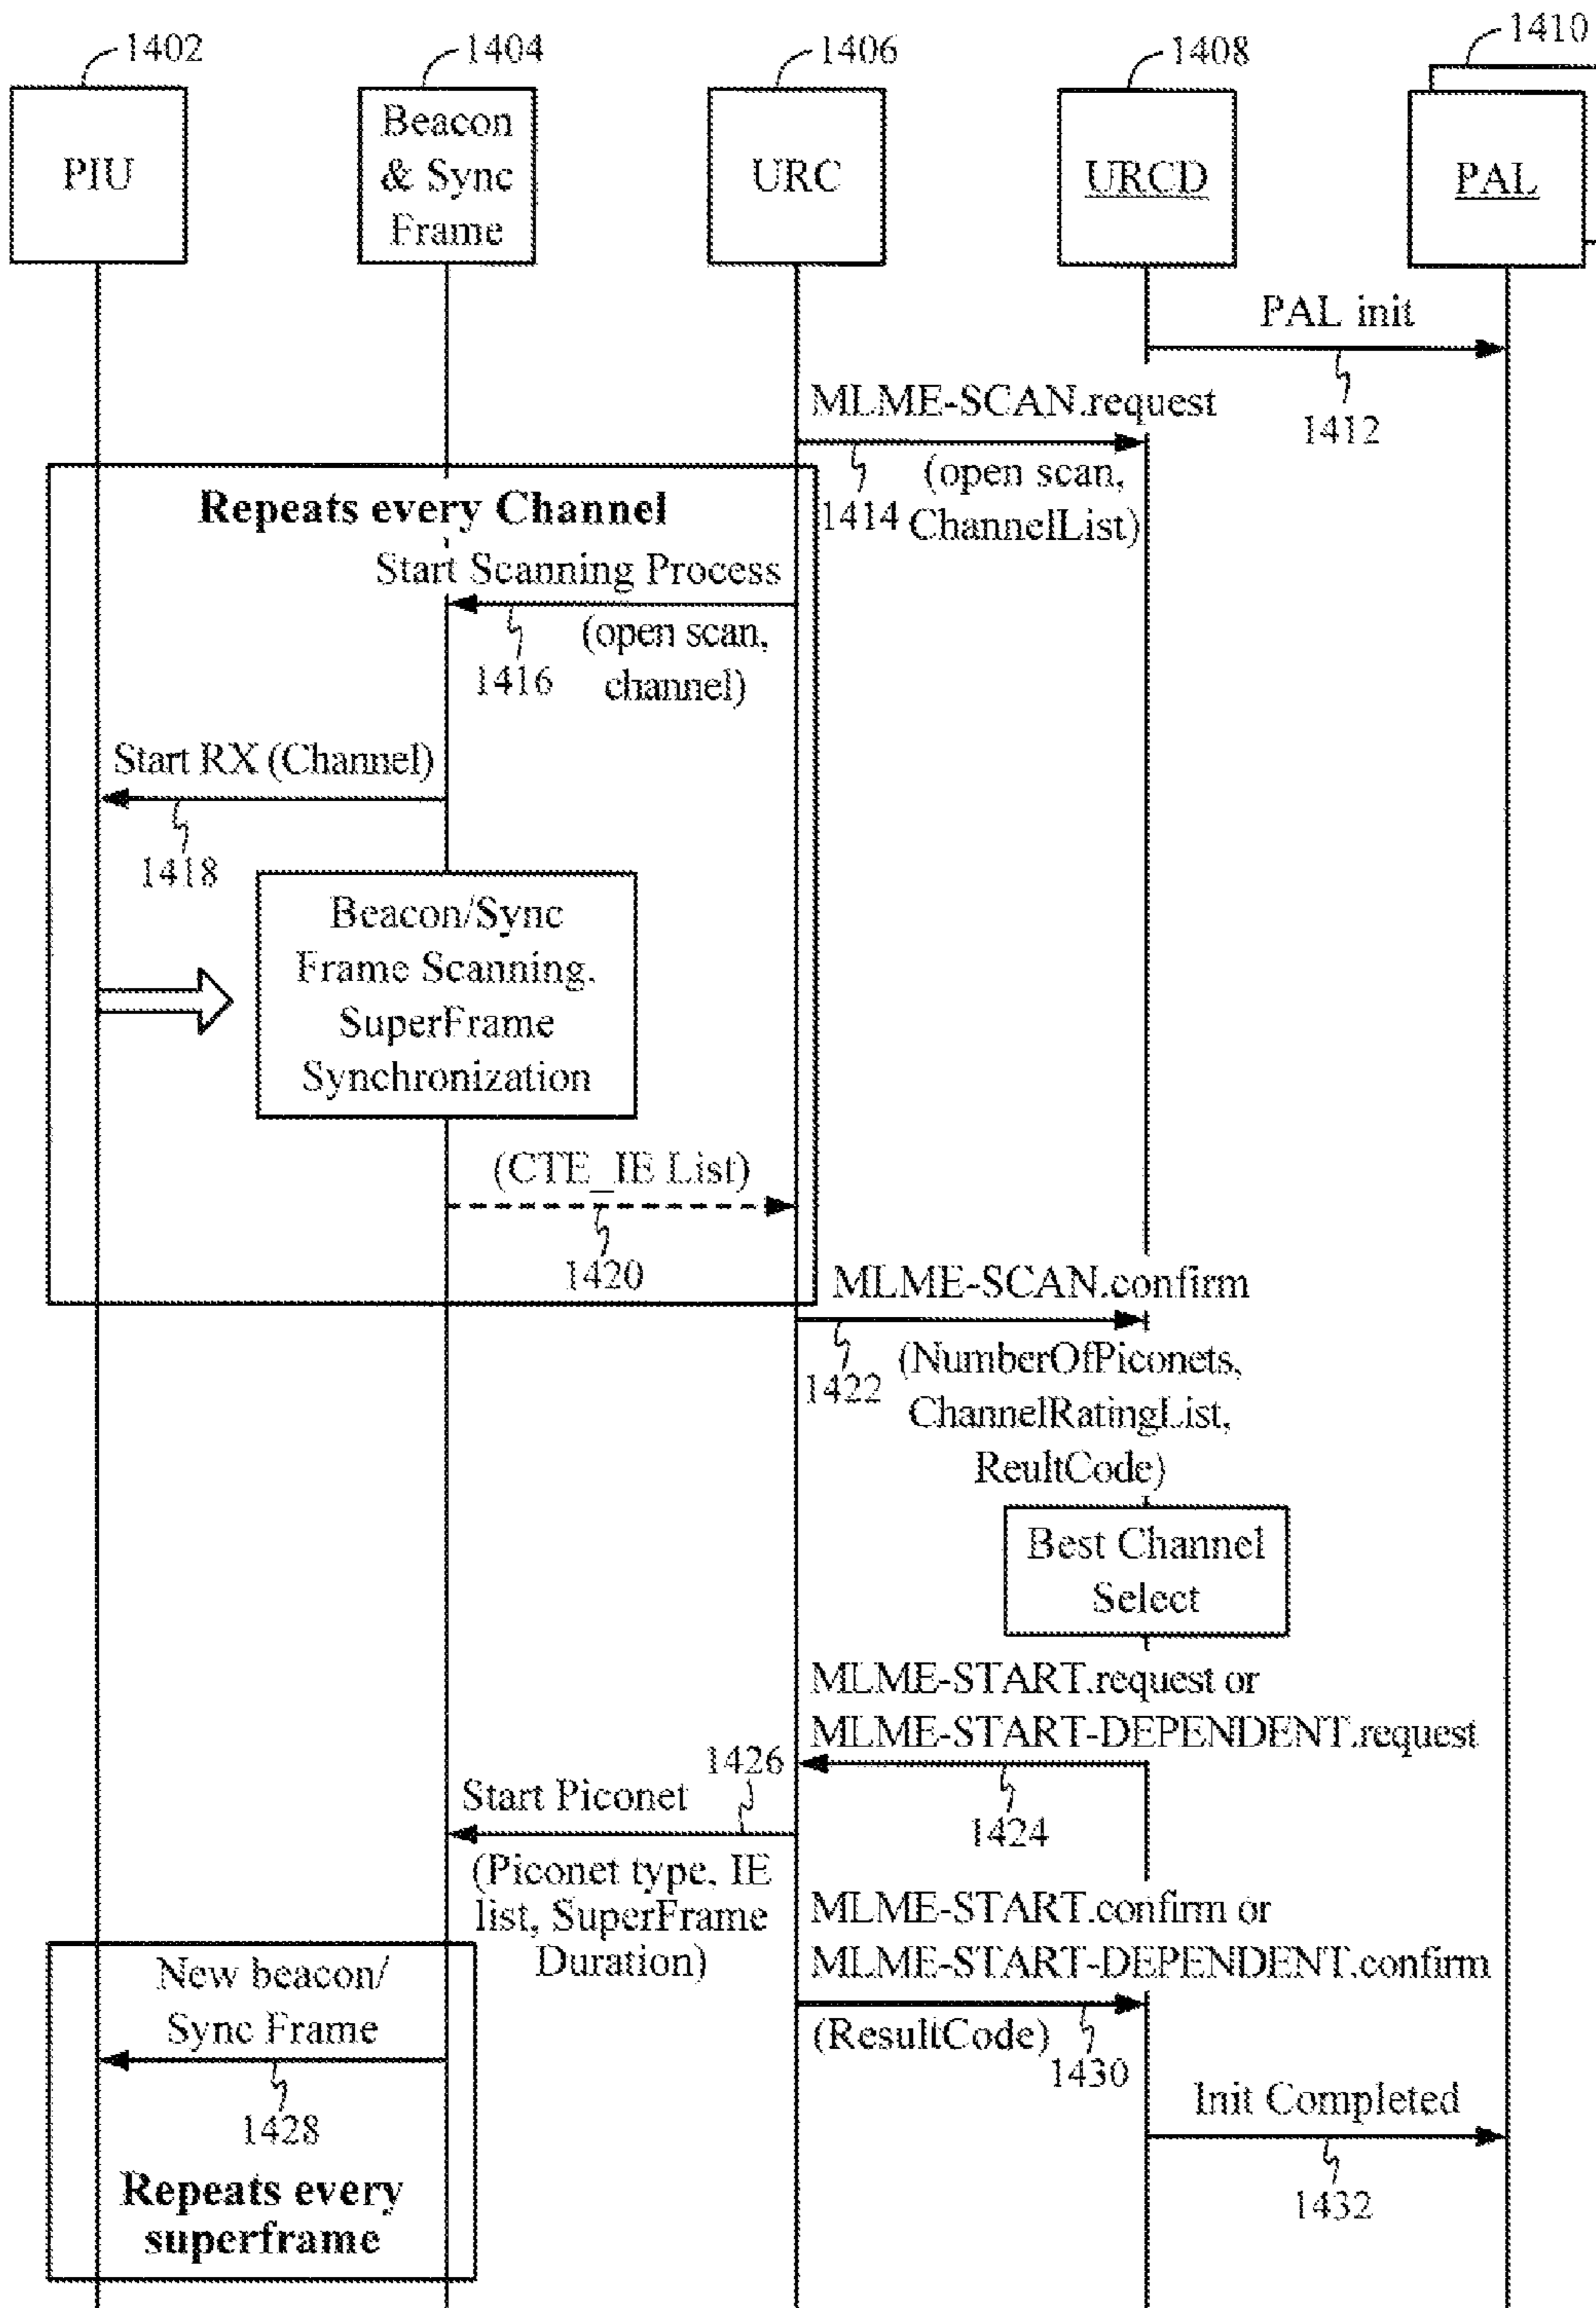 1402
1404
1406
1408
1410
PIU
Beacon
& Sync
Frame
URC
URCD
PAL
PAL init
1412
MLME-SCAN.request
1414
(open scan,
ChannelList)
Repeats every Channel
Start Scanning Process
1416
(open scan,
channel)
Start RX (Channel)
1418
Beacon/Sync
Frame Scanning,
SuperFrame
Synchronization
(CTE_IE List)
1420
MLME-SCAN.confirm
1422
(NumberOfPiconets,
ChannelRatingList,
ReultCode)
Best Channel
Select
MLME-START.request or
MLME-START-DEPENDENT.request
1424
1426
Start Piconet
(Piconet type, IE
list, SuperFrame
Duration)
MLME-START.confirm or
MLME-START-DEPENDENT.confirm
(ResultCode)
1430
New beacon/
Sync Frame
1428
Repeats every
superframe
Init Completed
1432